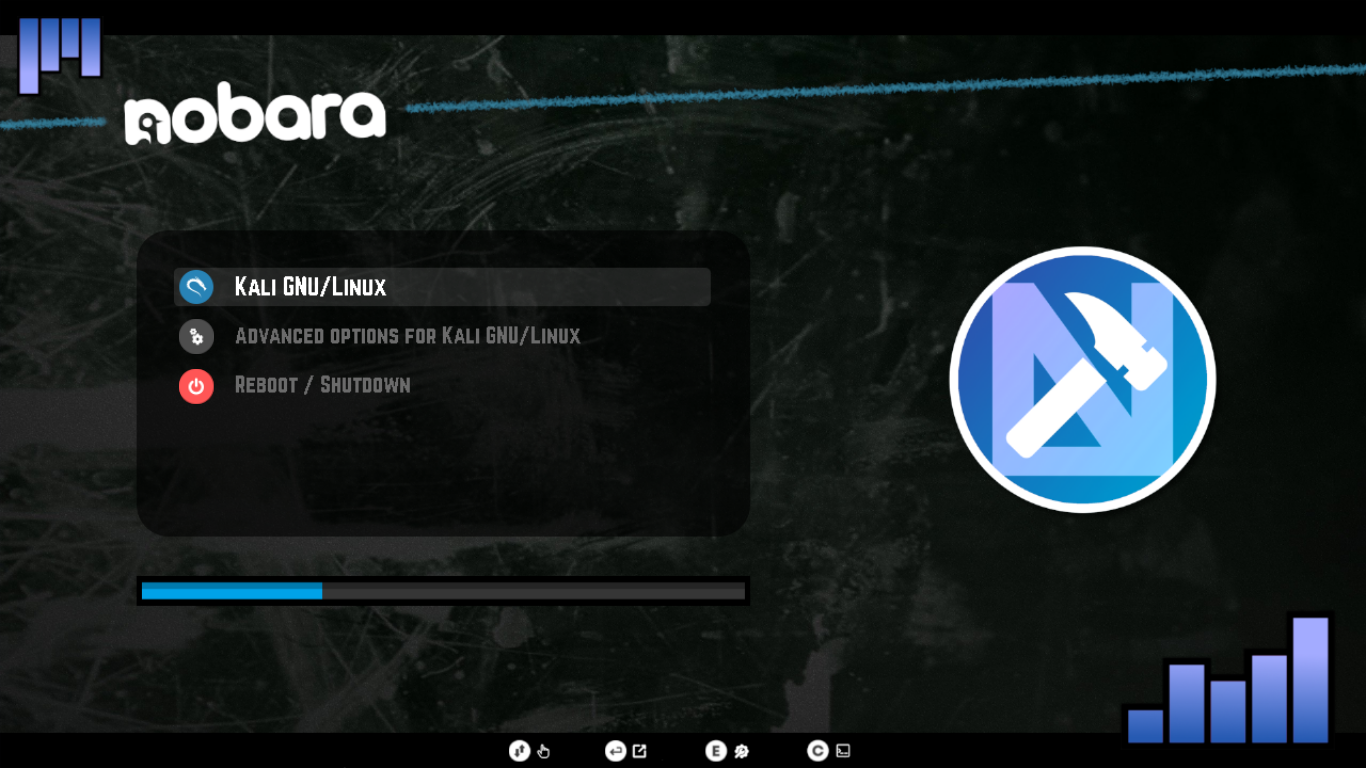 nobara
Kali GNU/Linux
Advanced options for Kali GNU/Linux
Reboot / Shutdown
E
C